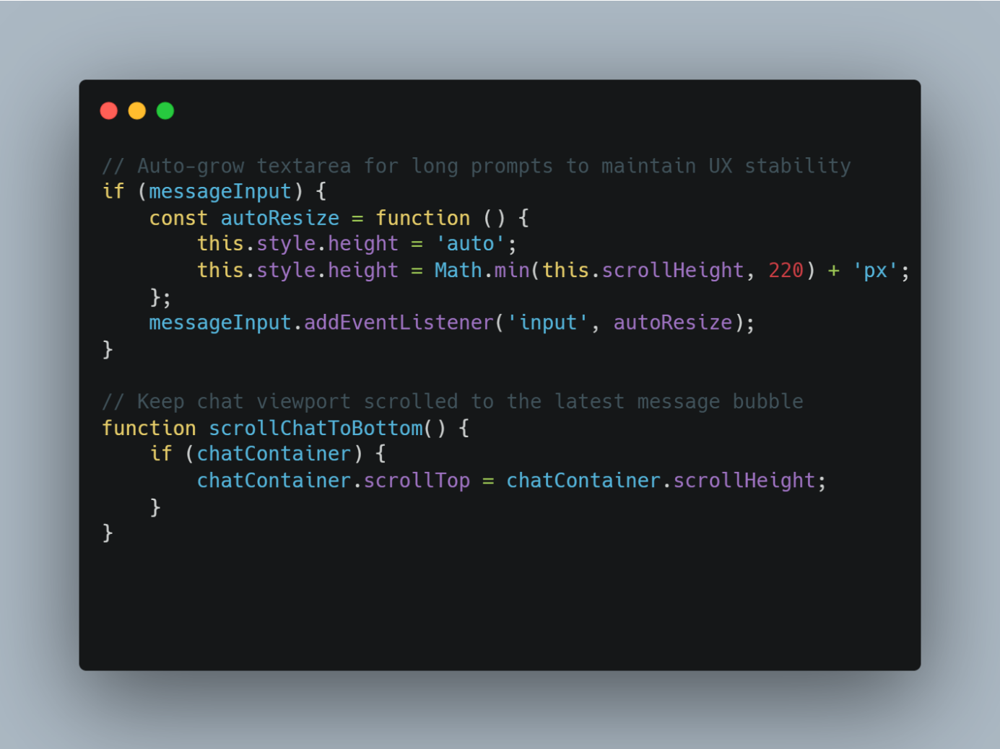 // Auto-grow textarea for long prompts to maintain UX stability
if (messageInput) {
    const autoResize = function () {
        this.style.height = 'auto';
        this.style.height = Math.min(this.scrollHeight, 220) + 'px';
    };
    messageInput.addEventListener('input', autoResize);
}

// Keep chat viewport scrolled to the latest message bubble
function scrollChatToBottom() {
    if (chatContainer) {
        chatContainer.scrollTop = chatContainer.scrollHeight;
    }
}